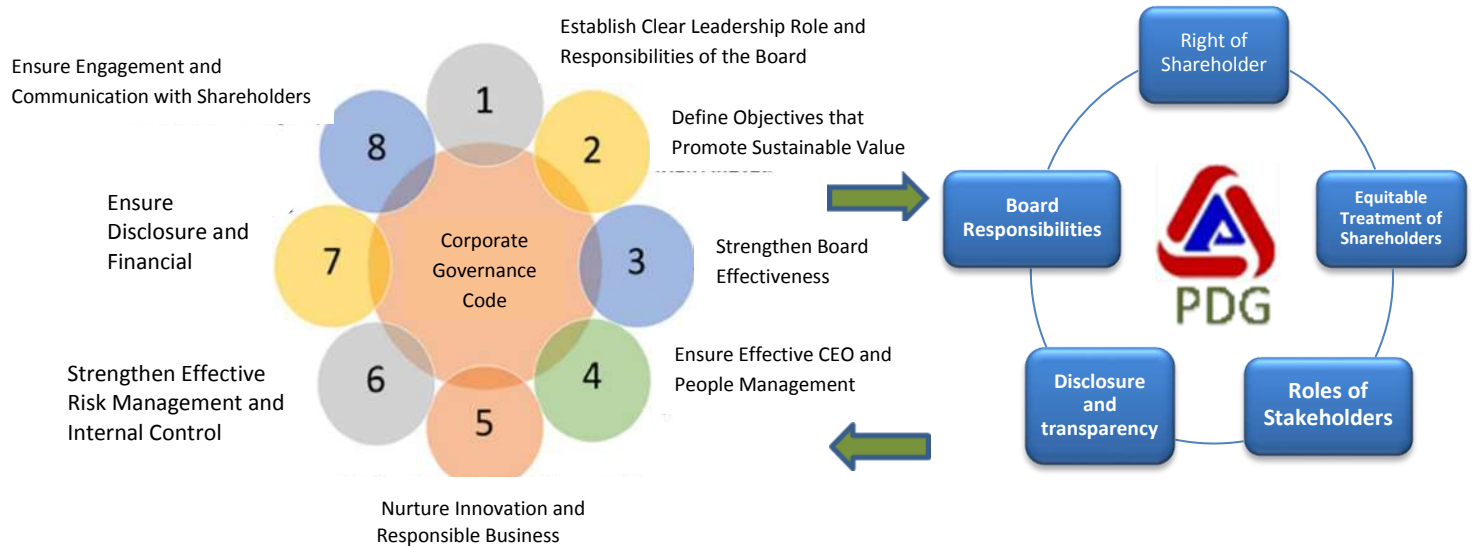 Establish Clear Leadership Role and
Responsibilities of the Board
1
Define Objectives that
Promote Sustainable Value
2
Strengthen Board
Effectiveness
3
Ensure Effective CEO and
People Management
4
Nurture Innovation and
Responsible Business
5
Strengthen Effective
Risk Management and
Internal Control
6
Ensure
Disclosure and
Financial
7
Ensure Engagement and
Communication with Shareholders
8
Corporate
Governance
Code
Right of
Shareholder
Equitable
Treatment of
Shareholders
Roles of
Stakeholders
Disclosure
and
transparency
Board
Responsibilities
PDG